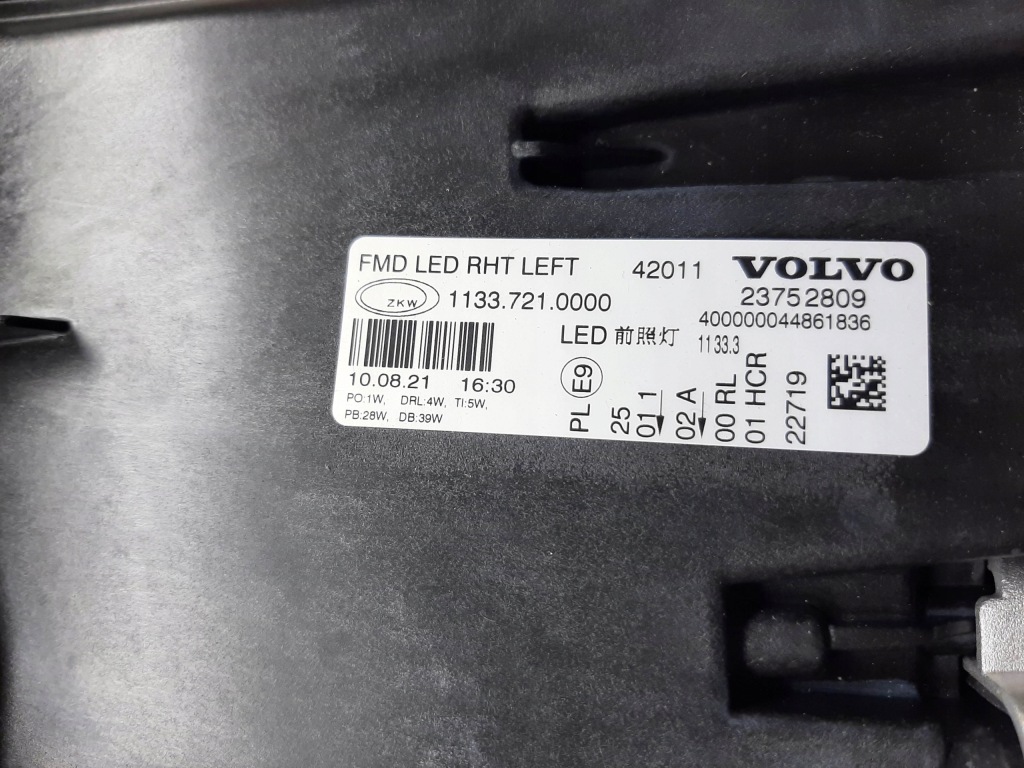 FMD LED RHT LEFT 42011 VOLVO
ZKW 1133.721.0000 23752809
LED 前照灯 400000044861836
1133.3
10.08.21 16:30
PO:1W, DRL:4W, TI:5W,
PB:28W, DB:39W
E9
PL
25
01 1
02 A
00 RL
01 HCR
22719